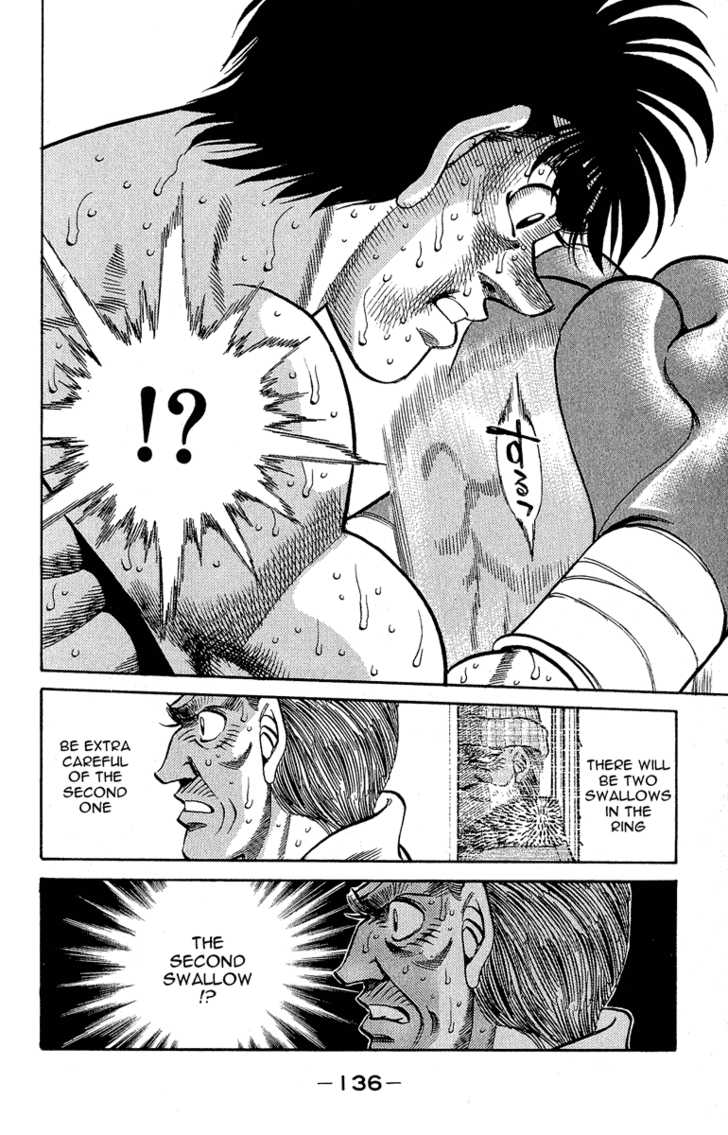 !?
THERE WILL
BE TWO
SWALLOWS
IN THE
RING
BE EXTRA
CAREFUL
OF THE
SECOND
ONE
THE
SECOND
SWALLOW
!?
-136-